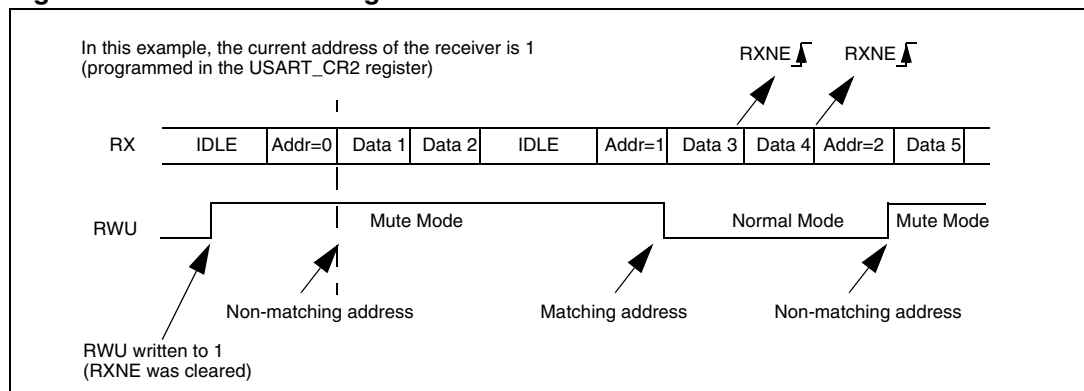 In this example, the current address of the receiver is 1
(programmed in the USART_CR2 register)
RXNE RXNE
RX IDLE Addr=0 Data 1 Data 2 IDLE Addr=1 Data 3 Data 4 Addr=2 Data 5
RWU Mute Mode Normal Mode Mute Mode
Non-matching address Matching address Non-matching address
RWU written to 1
(RXNE was cleared)